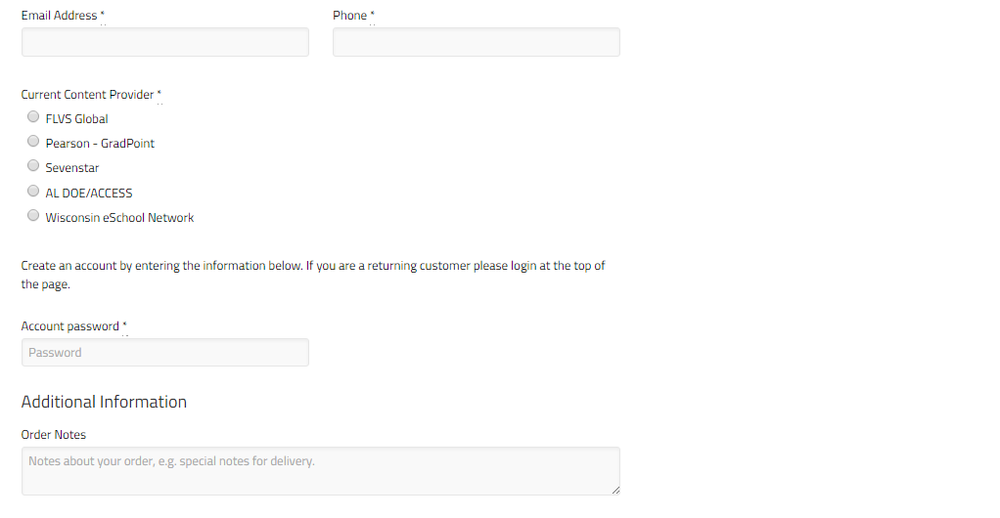 Email Address * Phone *
Current Content Provider *
FLVS Global
Pearson - GradPoint
Sevenstar
AL DOE/ACCESS
Wisconsin eSchool Network
Create an account by entering the information below. If you are a returning customer please login at the top of
the page.
Account password *
Password
Additional Information
Order Notes
Notes about your order, e.g. special notes for delivery.